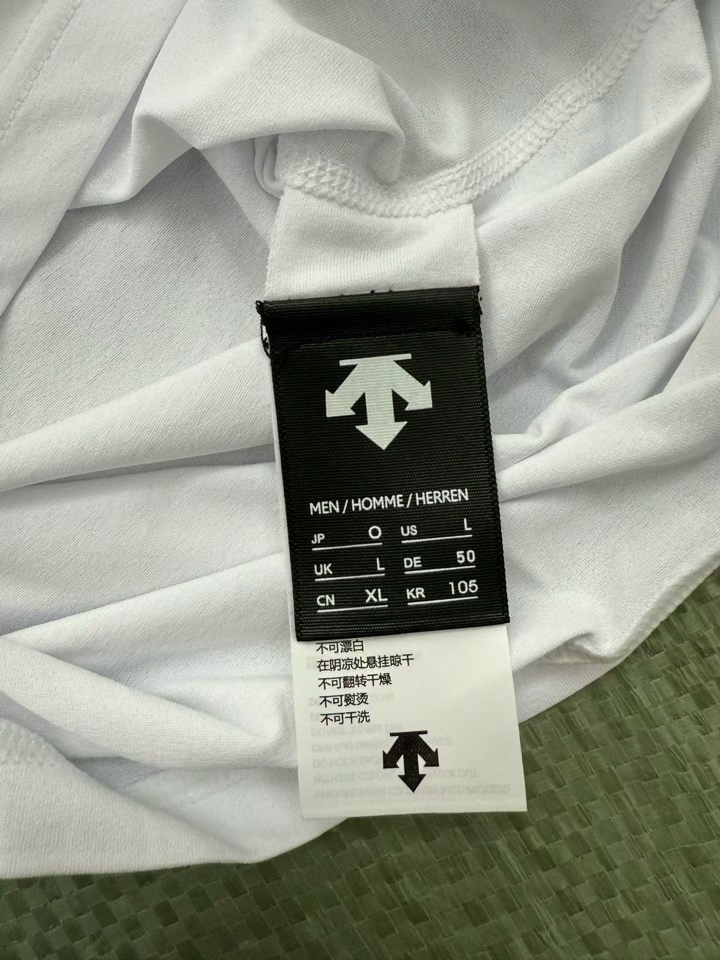 MEN / HOMME / HERREN
JP O US L
UK L DE 50
CN XL KR 105
不可漂白
在阴凉处悬挂晾干
不可翻转干燥
不可熨烫
不可干洗